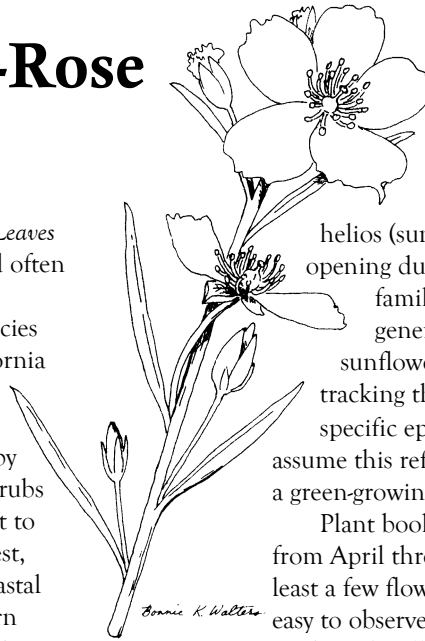 -Rose
Leaves
l often
cies
ornia
by
rubs
t to
est,
astal
rn
helios (sun
opening du
famil
gener
sunflowe
tracking th
specific ep
assume this ref
a green-growin
Plant book
from April thro
least a few flow
easy to observe
Bonnie K. Walters